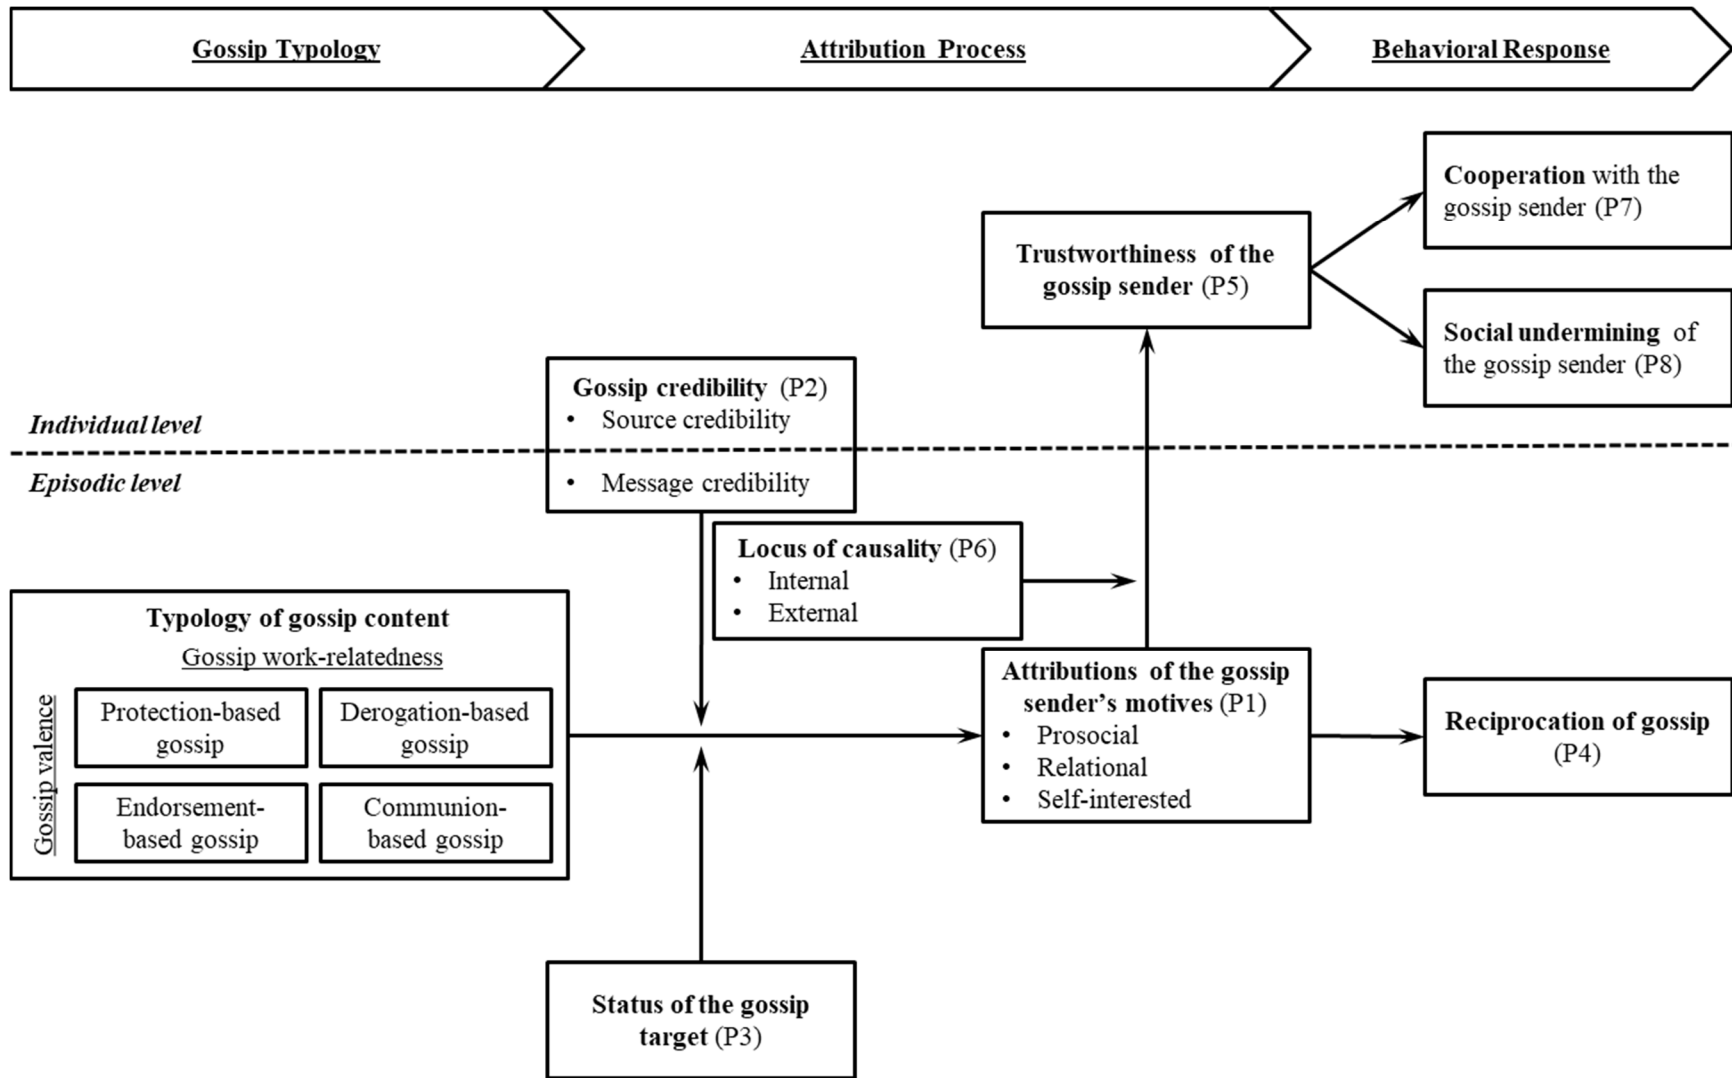 Gossip Typology
Attribution Process
Behavioral Response
Cooperation with the
gossip sender (P7)
Trustworthiness of the
gossip sender (P5)
Social undermining of
the gossip sender (P8)
Gossip credibility (P2)
• Source credibility
Individual level
Episodic level
• Message credibility
Locus of causality (P6)
• Internal
• External
Typology of gossip content
Gossip work-relatedness
Gossip valence
Protection-based
gossip
Derogation-based
gossip
Endorsement-
based gossip
Communion-
based gossip
Attributions of the gossip
sender's motives (P1)
• Prosocial
• Relational
• Self-interested
Reciprocation of gossip
(P4)
Status of the gossip
target (P3)